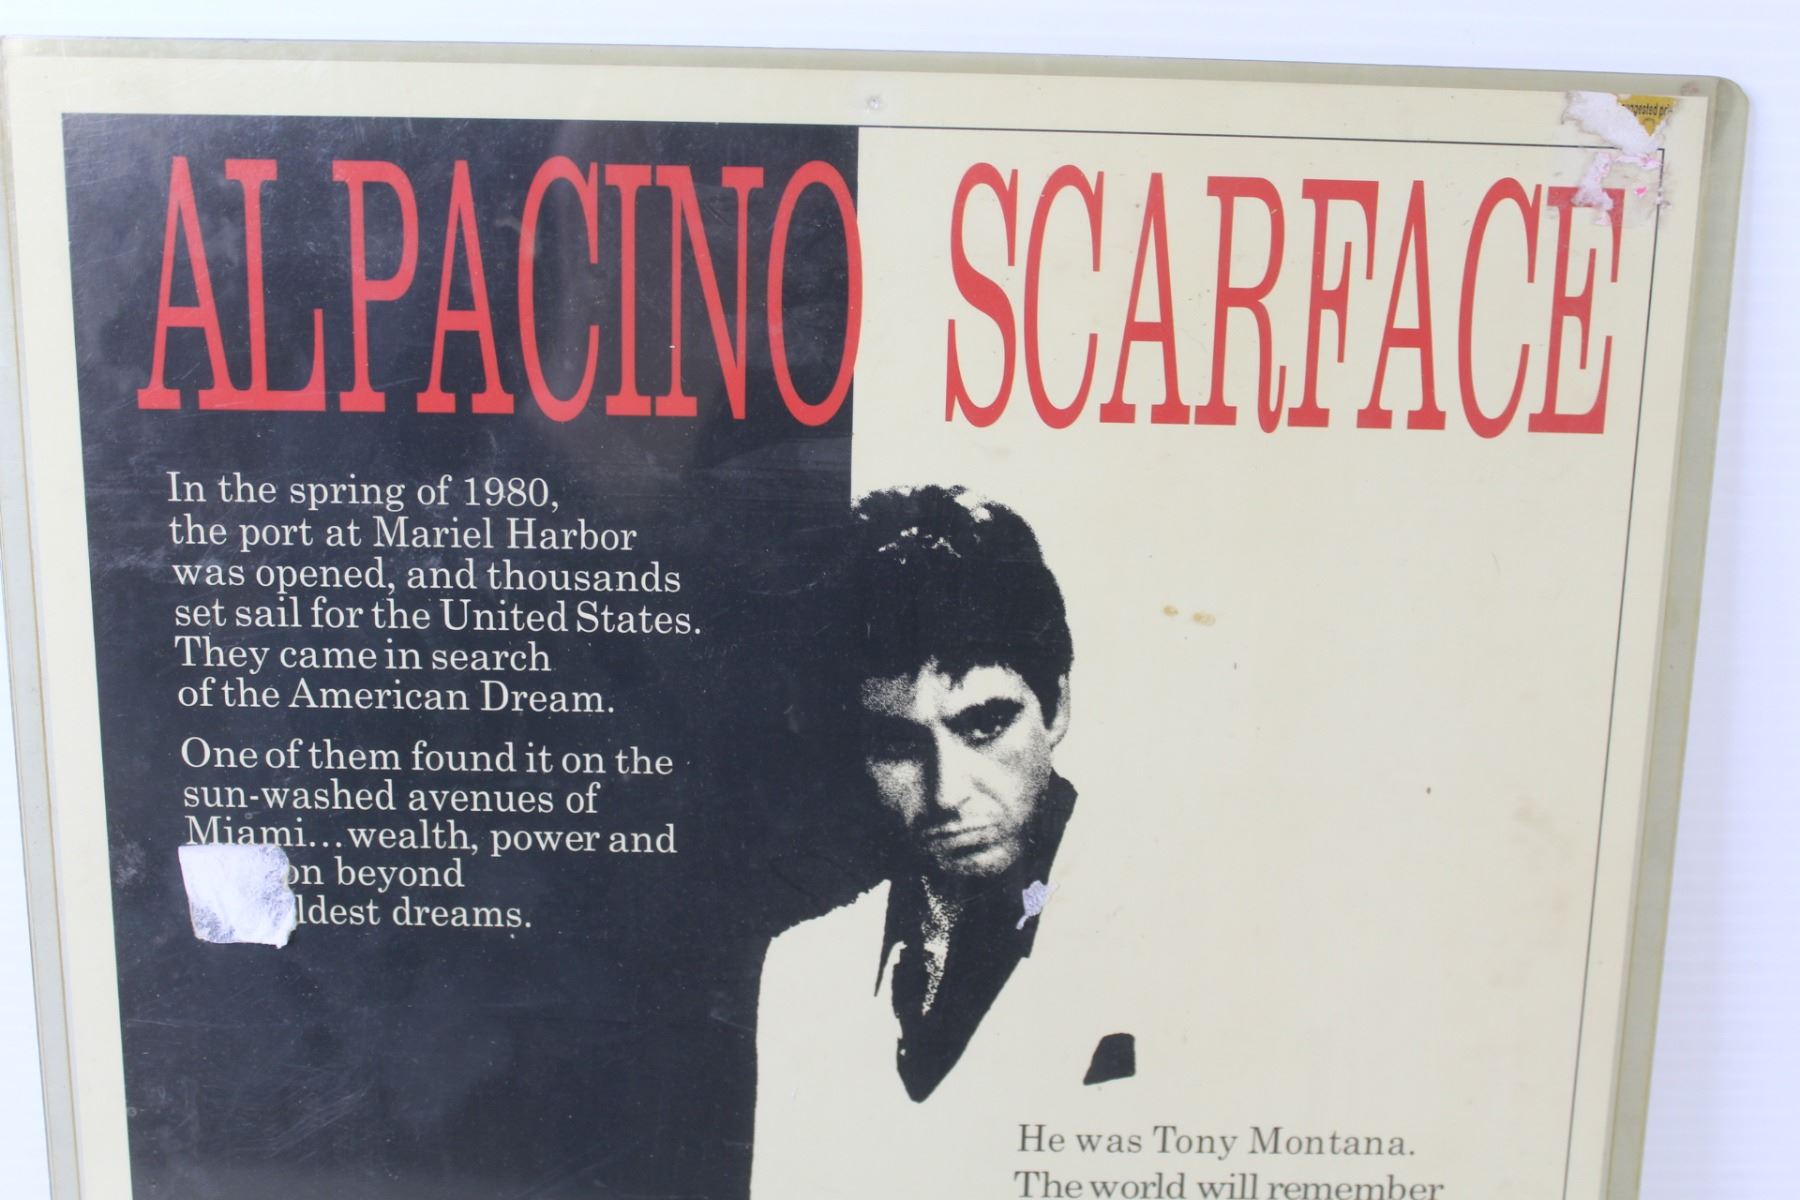 AL PACINO SCARFACE
In the spring of 1980,
the port at Mariel Harbor
was opened, and thousands
set sail for the United States.
They came in search
of the American Dream.
One of them found it on the
sun-washed avenues of
Miami...wealth, power and
beyond
dreams.
He was Tony Montana.
The world will remember